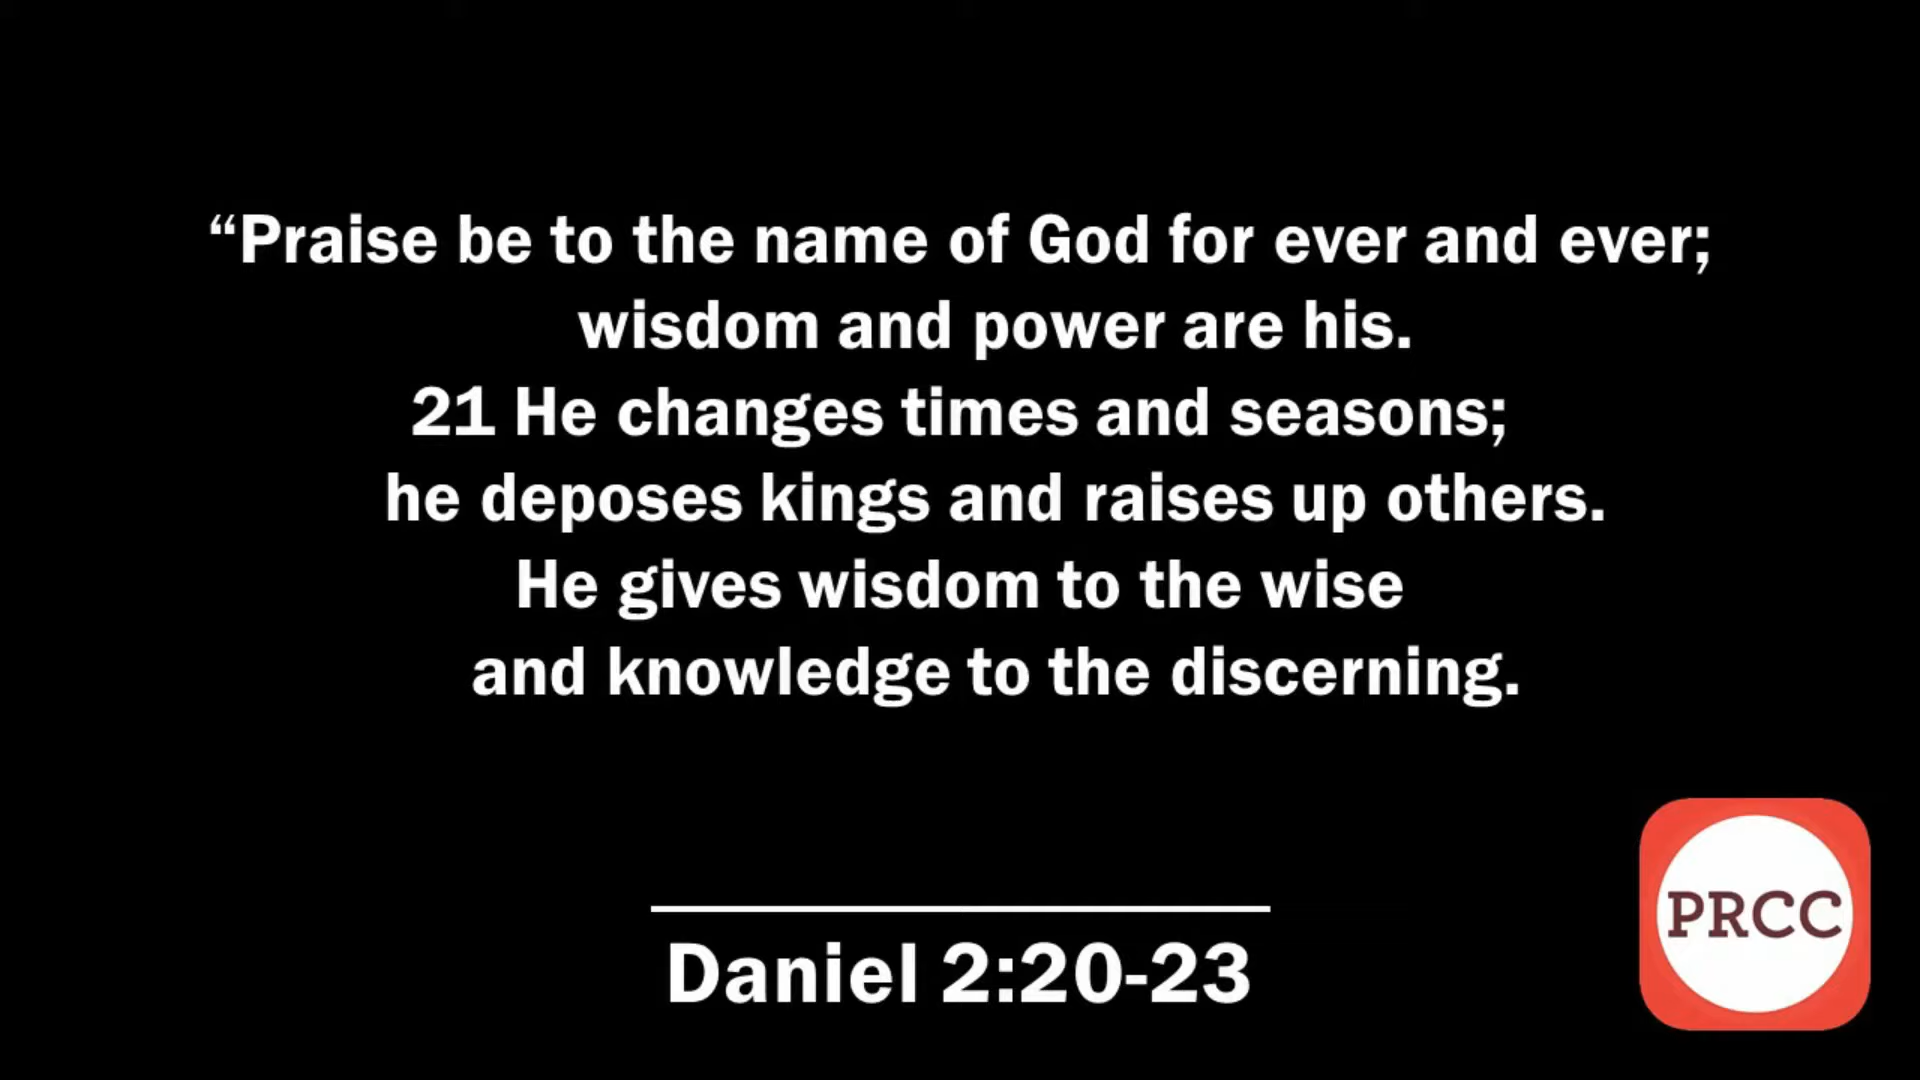 “Praise be to the name of God for ever and ever;
wisdom and power are his.
21 He changes times and seasons;
he deposes kings and raises up others.
He gives wisdom to the wise
and knowledge to the discerning.
Daniel 2:20-23
PRCC